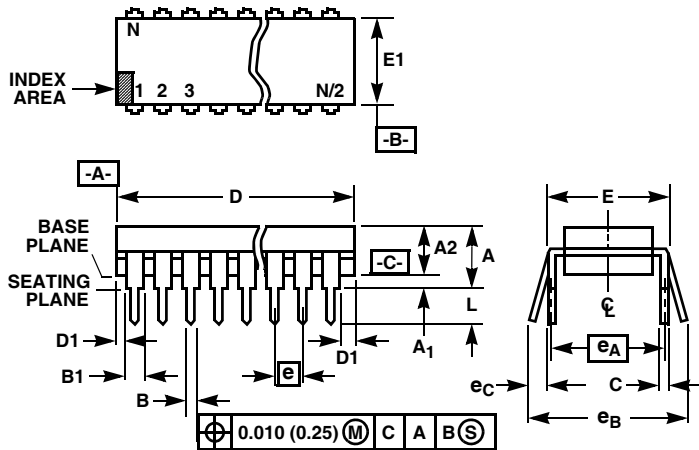 N
E1
INDEX
AREA
1 2 3 N/2
-B-
-A-
D
E
BASE
PLANE
A2
A
-C-
SEATING
PLANE
L
C
L
D1
A1
D1
eA
B1
e
eC
C
B
eB
0.010 (0.25) M C A B S